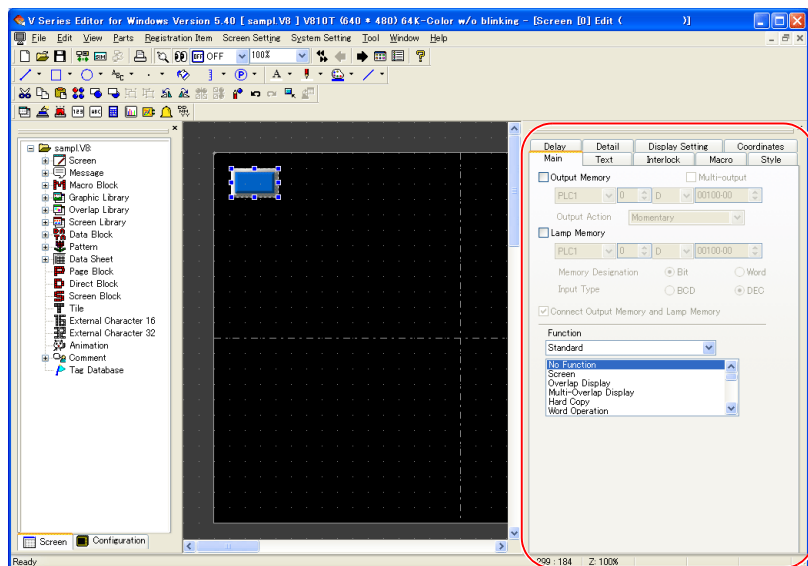 V Series Editor for Windows Version 5.40 [ sampl.V8 ] V810T (640 * 480) 64K-Color w/o blinking - [Screen [0] Edit ( )]
File Edit View Parts Registration Item Screen Setting System Setting Tool Window Help
OFF 100%
sampl.V8:
Screen
Message
Macro Block
Graphic Library
Overlap Library
Screen Library
Data Block
Pattern
Data Sheet
Page Block
Direct Block
Screen Block
Tile
External Character 16
External Character 32
Animation
Comment
Tag Database
Screen Configuration
Delay Detail Display Setting Coordinates
Main Text Interlock Macro Style
Output Memory Multi-output
PLC1 0 D 00100-00
Output Action Momentary
Lamp Memory
PLC1 0 D 00100-00
Memory Designation Bit Word
Input Type BCD DEC
Connect Output Memory and Lamp Memory
Function
Standard
No Function
Screen
Overlap Display
Multi-Overlap Display
Hard Copy
Word Operation
Ready 299 : 184 Z: 100%